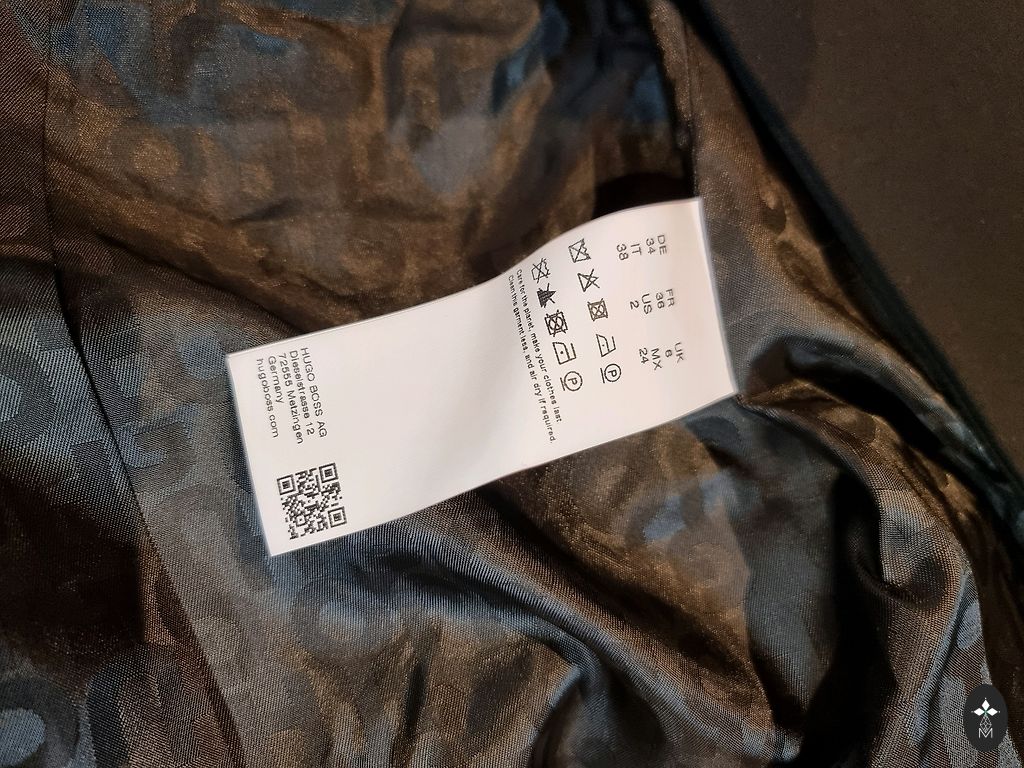 DE FR UK
34 36 6
IT US MX
38 2 24
P
P
Care for the planet, make your clothes last.
Clean this garment less, and air dry if required.
HUGO BOSS AG
Dieselstrasse 12
72555 Metzingen
Germany
hugoboss.com
M